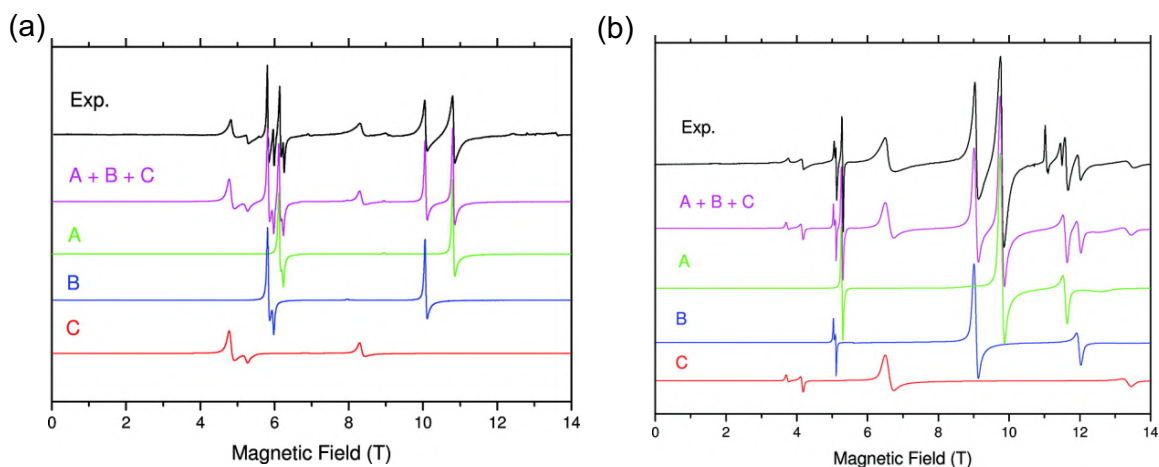 (a)
Exp.
A + B + C
A
B
C
0 2 4 6 8 10 12 14
Magnetic Field (T)
(b)
Exp.
A + B + C
A
B
C
0 2 4 6 8 10 12 14
Magnetic Field (T)